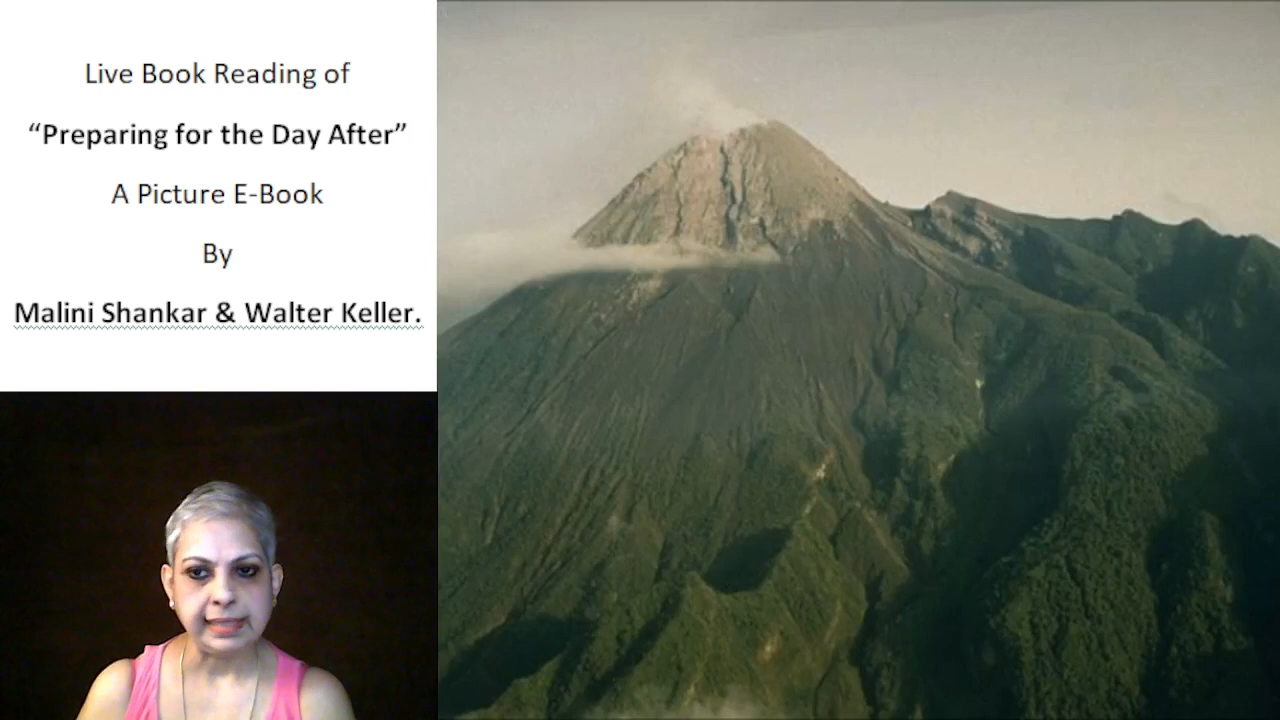 Live Book Reading of
“Preparing for the Day After”
A Picture E-Book
By
Malini Shankar & Walter Keller.